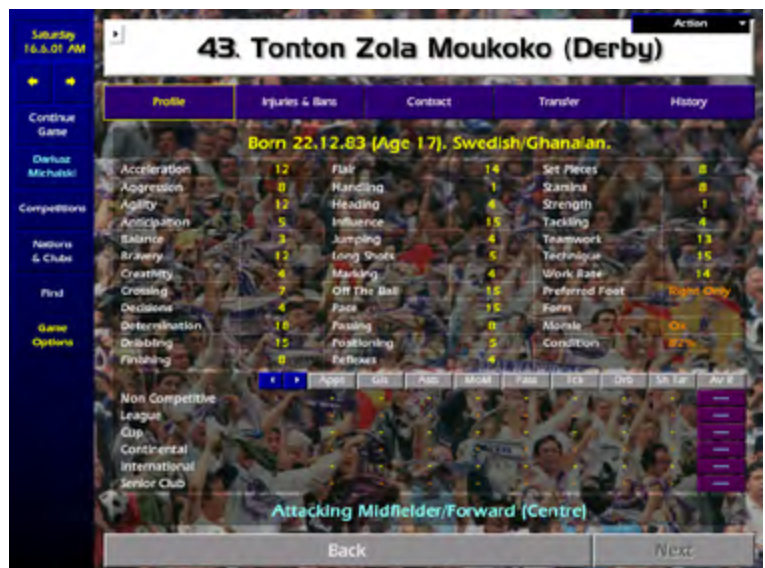 Action
Saturday
16.6.01 AM
43. Tonton Zola Moukoko (Derby)
Profile Injuries & Bans Contract Transfer History
Continue
Game
Born 22.12.83 (Age 17). Swedish/Ghanaian.
Dariusz
Michalski
Competitions
Nations
& Clubs
Find
Game
Options
Acceleration 12 Flair 14 Set Pieces 8
Aggression 8 Handling 1 Stamina 8
Agility 12 Heading 4 Strength 1
Anticipation 5 Influence 15 Tackling 4
Balance 3 Jumping 4 Teamwork 13
Bravery 12 Long Shots 5 Technique 15
Creativity 4 Marking 4 Work Rate 14
Crossing 7 Off The Ball 15 Preferred Foot Right Only
Decisions 4 Pace 15 Form
Determination 18 Passing 8 Morale Ok
Dribbling 15 Positioning 5 Condition 82%
Finishing 8 Reflexes 4
Apps Gls Asts MoM Pass Tck Drb Sh Tar Av R
Non Competitive - - - - - - - - ---
League - - - - - - - - ---
Cup - - - - - - - - ---
Continental - - - - - - - - ---
International - - - - - - - - ---
Senior Club - - - - - - - - ---
Attacking Midfielder/Forward (Centre)
Back Next